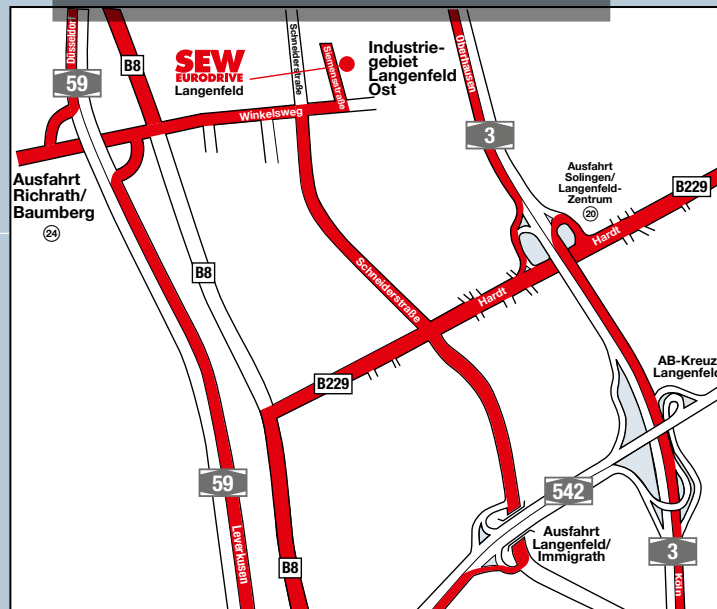 Düsseldorf
59
B8
SEW
EURODRIVE
Langenfeld
Schneiderstraße
Siemensstraße
Industrie-
gebiet
Langenfeld
Ost
Oberhausen
3
Winkelsweg
Ausfahrt
Richrath/
Baumberg
24
Ausfahrt
Solingen/
Langenfeld-
Zentrum
20
B229
Hardt
B8
Schneiderstraße
Hardt
B229
AB-Kreuz
Langenfeld
59
542
Leverkusen
Ausfahrt
Langenfeld/
Immigrath
3
B8
Köln